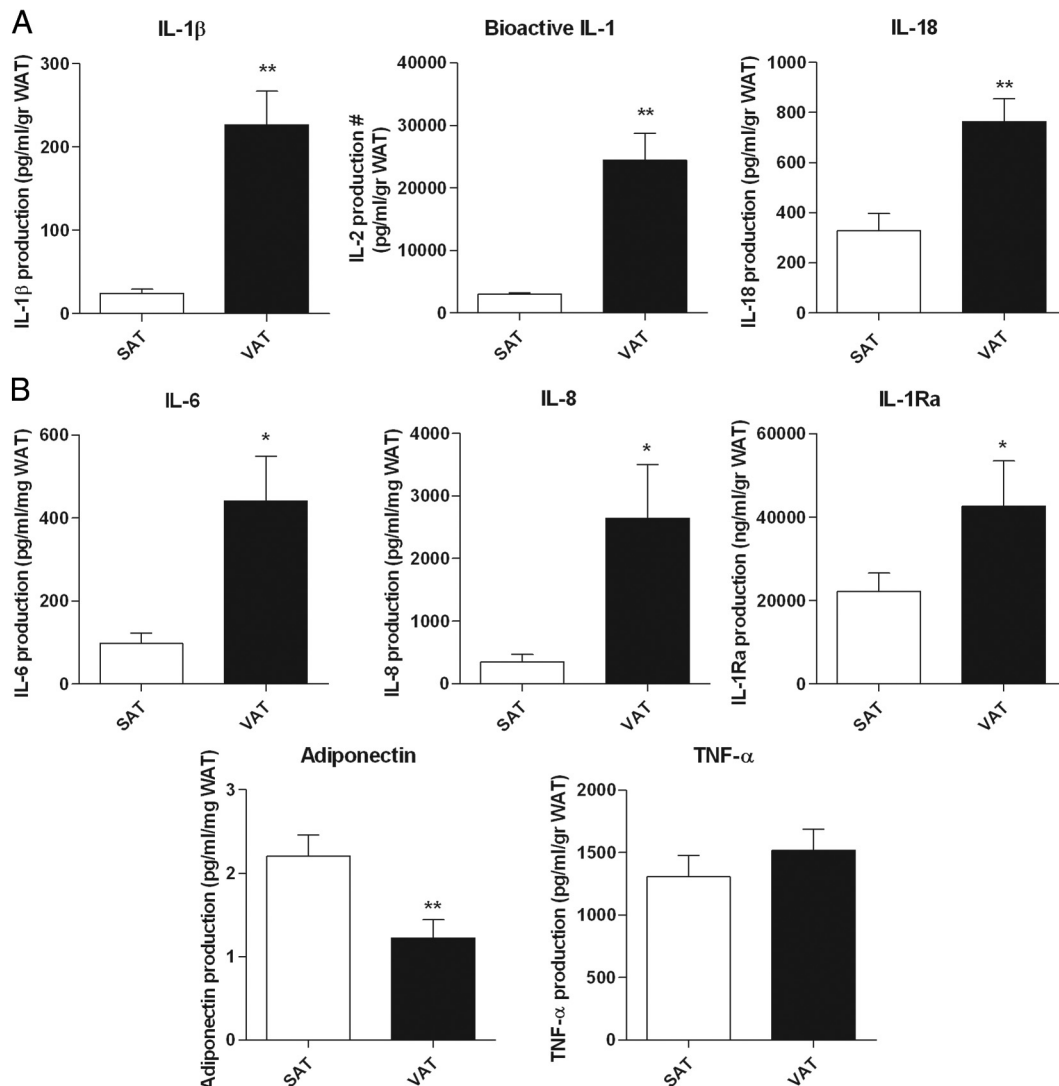 A
IL-1β
IL-1β production (pg/ml/gr WAT)
300
200
100
0
**
SAT
VAT
Bioactive IL-1
IL-2 production #
(pg/ml/gr WAT)
40000
30000
20000
10000
0
**
SAT
VAT
IL-18
IL-18 production (pg/ml/gr WAT)
1000
800
600
400
200
0
**
SAT
VAT
B
IL-6
IL-6 production (pg/ml/mg WAT)
600
400
200
0
*
SAT
VAT
IL-8
IL-8 production (pg/ml/mg WAT)
4000
3000
2000
1000
0
*
SAT
VAT
IL-1Ra
IL-1Ra production (ng/ml/gr WAT)
60000
40000
20000
0
*
SAT
VAT
Adiponectin
Adiponectin production (pg/ml/mg WAT)
3
2
1
0
**
SAT
VAT
TNF-α
TNF-α production (pg/ml/gr WAT)
2000
1500
1000
500
0
SAT
VAT